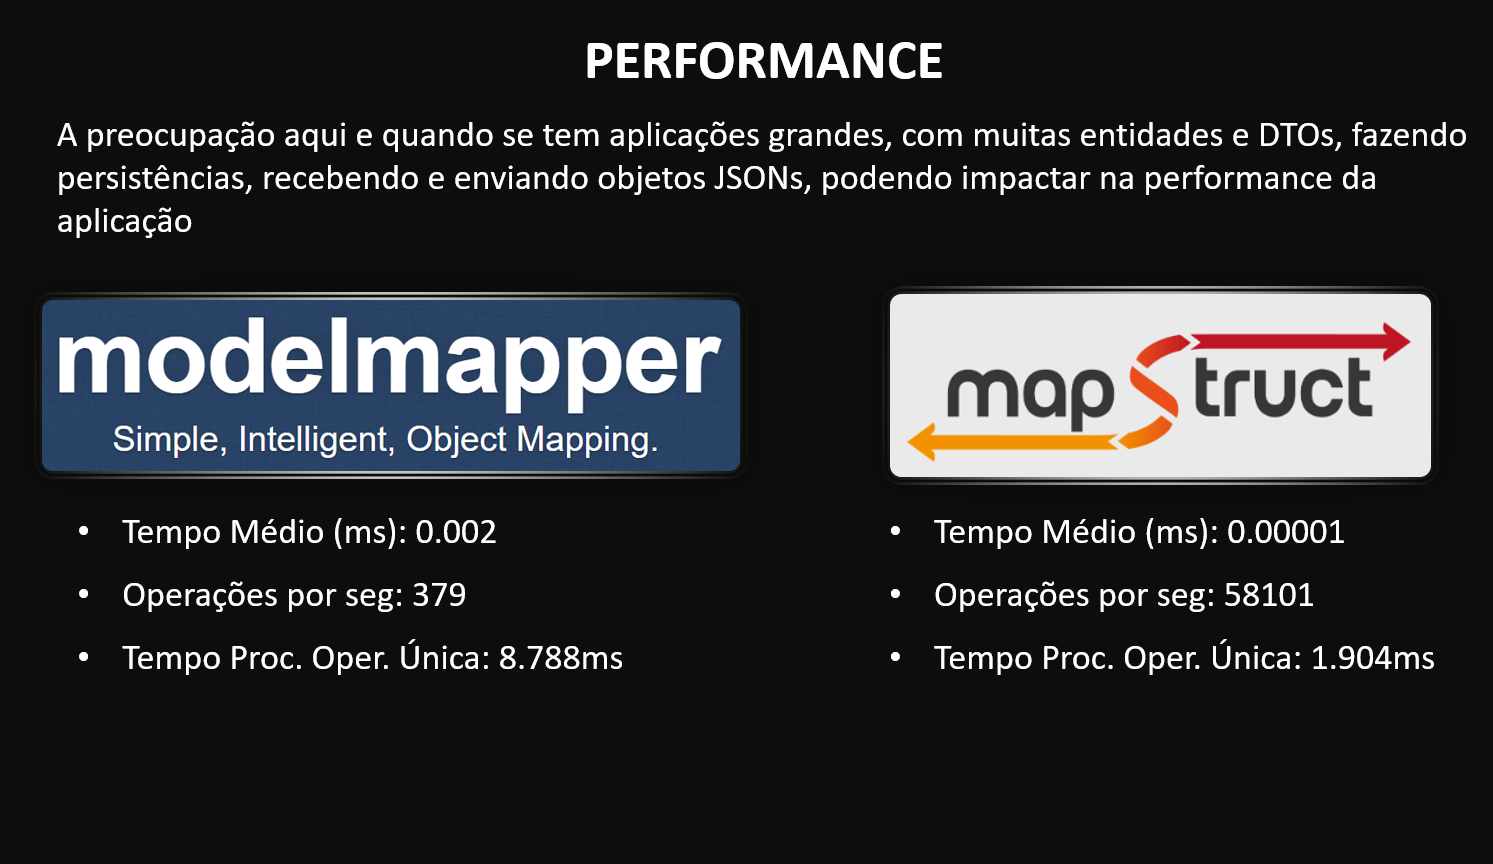 PERFORMANCE
A preocupação aqui e quando se tem aplicações grandes, com muitas entidades e DTOs, fazendo
persistências, recebendo e enviando objetos JSONs, podendo impactar na performance da
aplicação
modelmapper
Simple, Intelligent, Object Mapping.
• Tempo Médio (ms): 0.002
• Operações por seg: 379
• Tempo Proc. Oper. Única: 8.788ms
mapStruct
• Tempo Médio (ms): 0.00001
• Operações por seg: 58101
• Tempo Proc. Oper. Única: 1.904ms